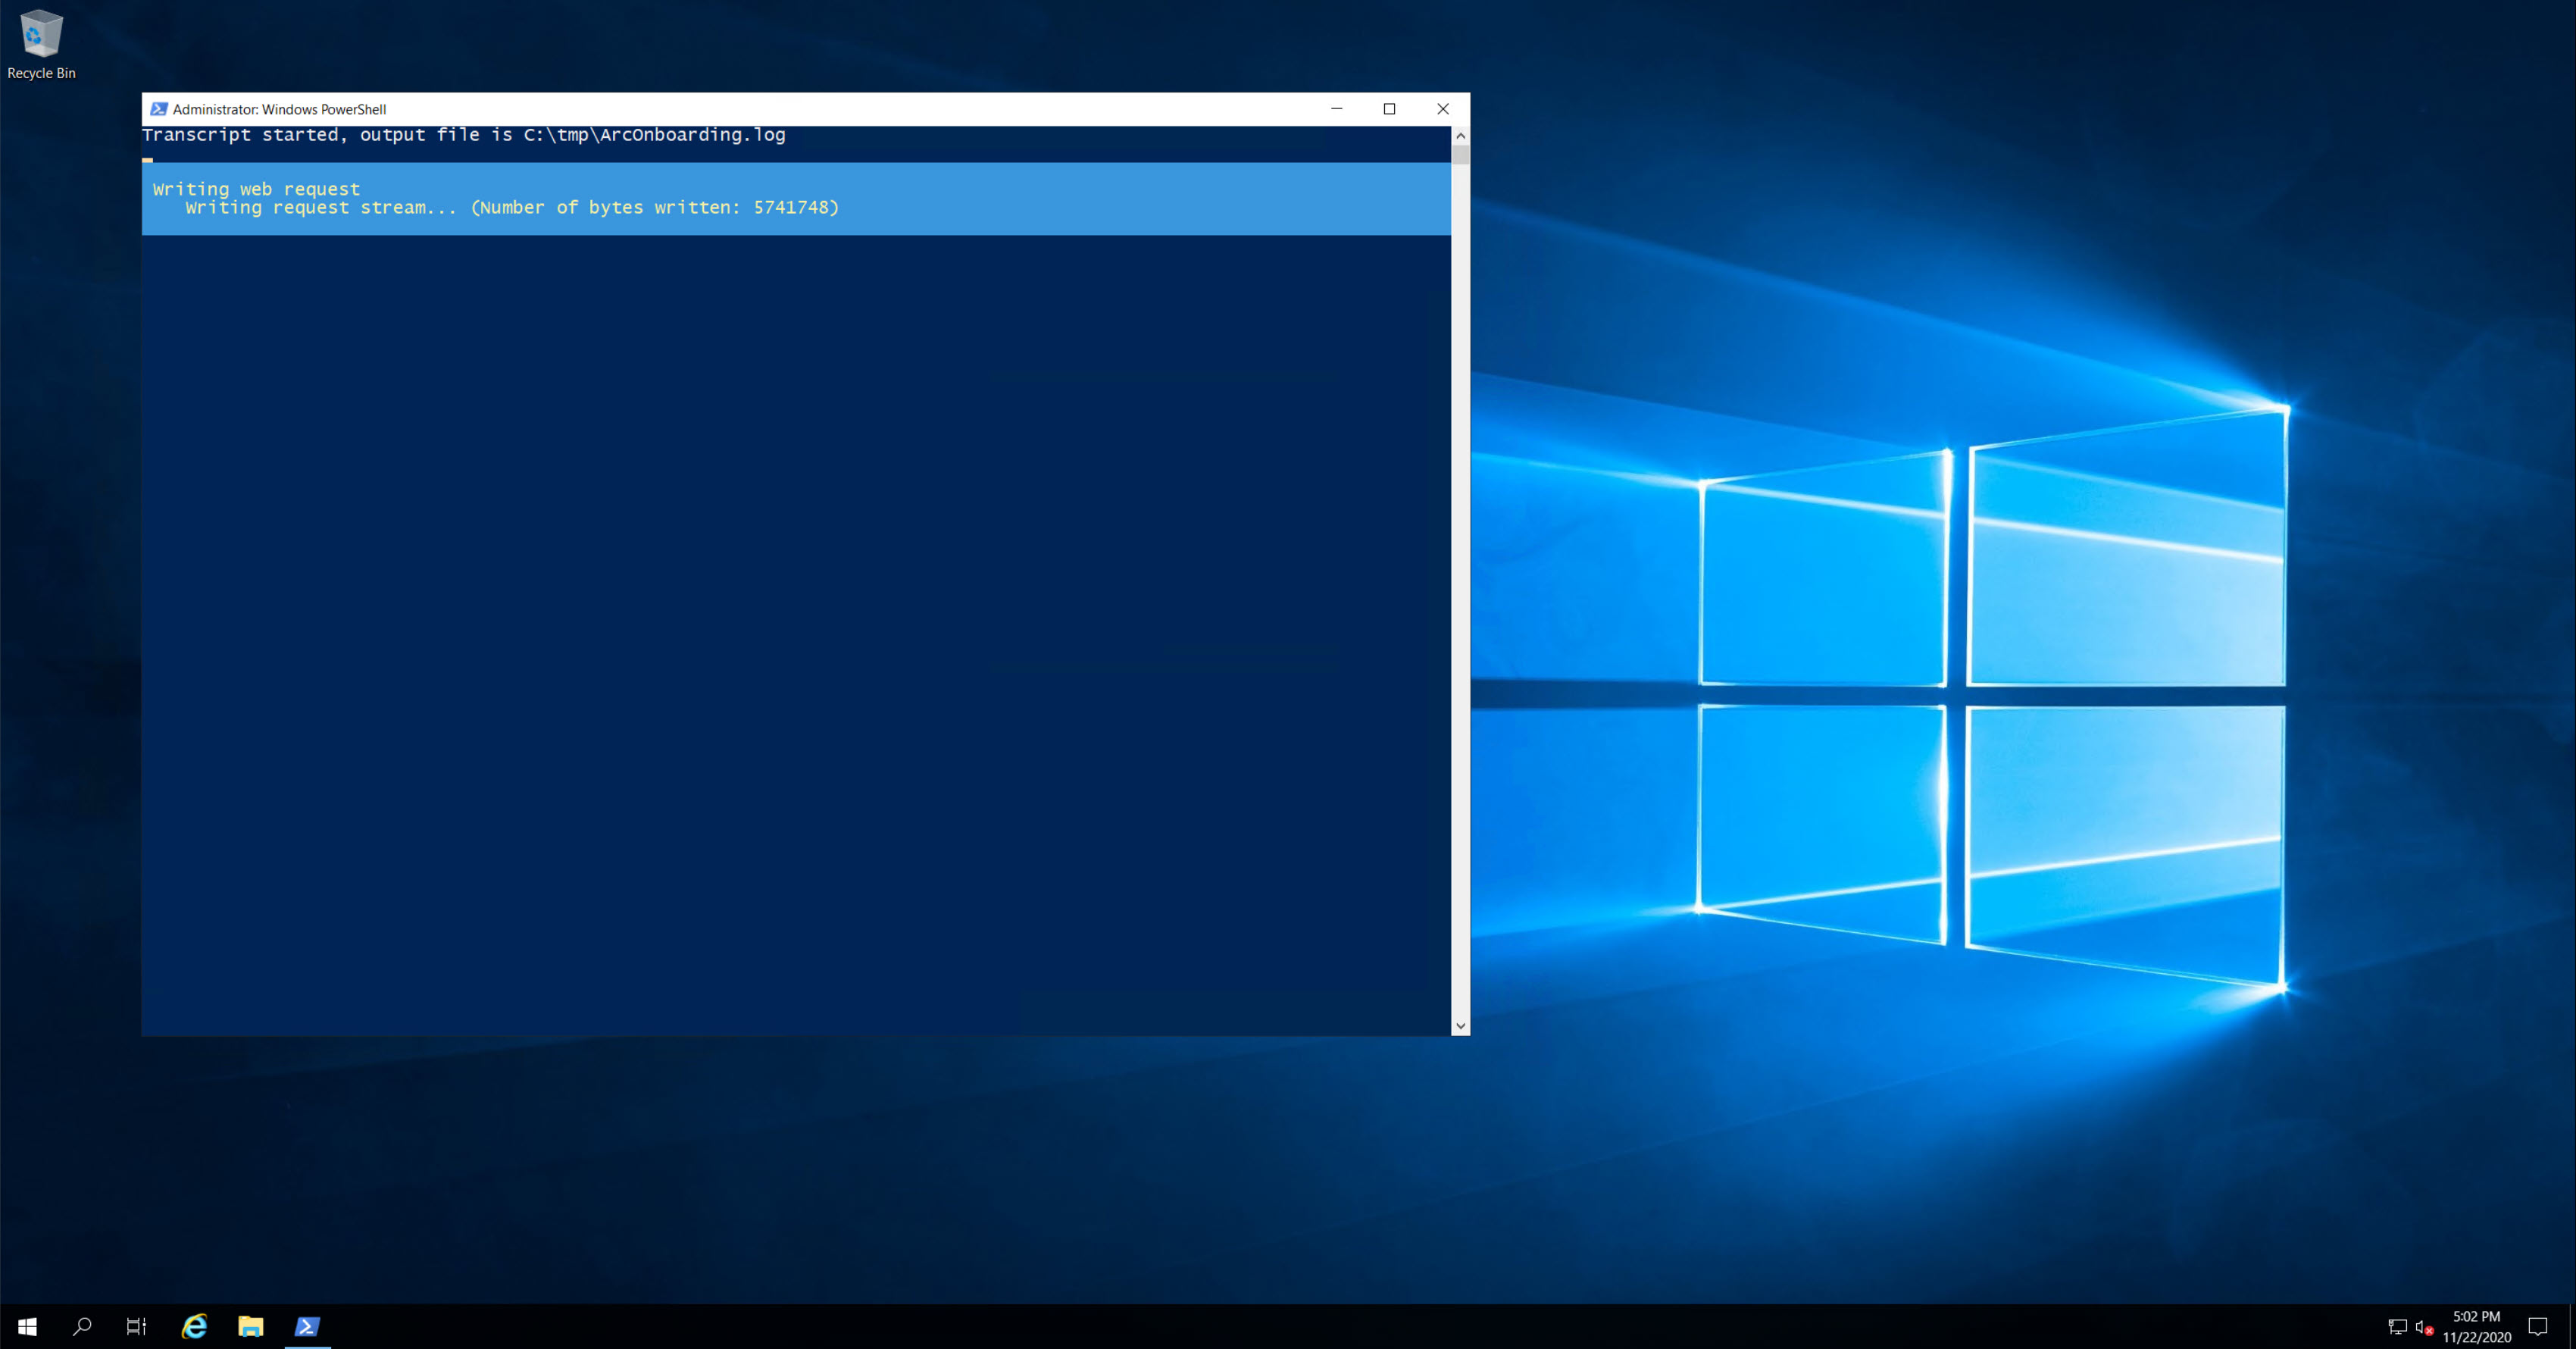 Recycle Bin
Administrator: Windows PowerShell
Transcript started, output file is C:\tmp\ArcOnboarding.log
Writing web request
Writing request stream... (Number of bytes written: 5741748)
5:02 PM
11/22/2020